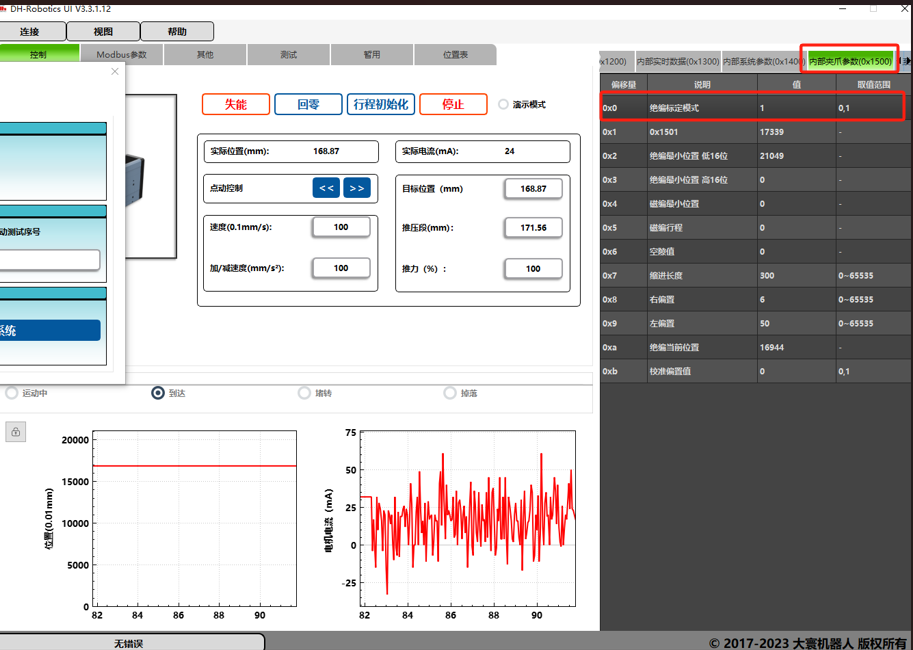 DH-Robotics UI V3.3.1.12
连接 视图 帮助
控制 Modbus参数 其他 测试 暂用 位置表
x1200) 内部实时数据(0x1300) 内部系统参数(0x1400) 内部夹爪参数(0x1500)
失能 回零 行程初始化 停止 演示模式
实际位置(mm): 168.87 实际电流(mA): 24
点动控制 << >>
速度(0.1mm/s): 100
加/减速度(mm/s²): 100
目标位置（mm) 168.87
推压段(mm): 171.56
推力（%）: 100
动测试序号
系统
运动中 到达 堵转 掉落
偏移量 说明 值 取值范围
0x0 绝偏标定模式 1 0,1
0x1 0x1501 17339 -
0x2 绝偏最小位置 低16位 21049 -
0x3 绝偏最小位置 高16位 0 -
0x4 磁编最小位置 0 -
0x5 磁编行程 0 -
0x6 空陵值 0 -
0x7 缩进长度 300 0~65535
0x8 右偏置 6 0~65535
0x9 左偏置 50 0~65535
0xa 绝编当前位置 16944 -
0xb 校准偏置值 0 0,1
位置(0.01mm)
20000
15000
10000
5000
0
82 84 86 88 90
电机电流（mA)
75
50
25
0
-25
82 84 86 88 90
无错误
© 2017-2023 大寰机器人 版权所有